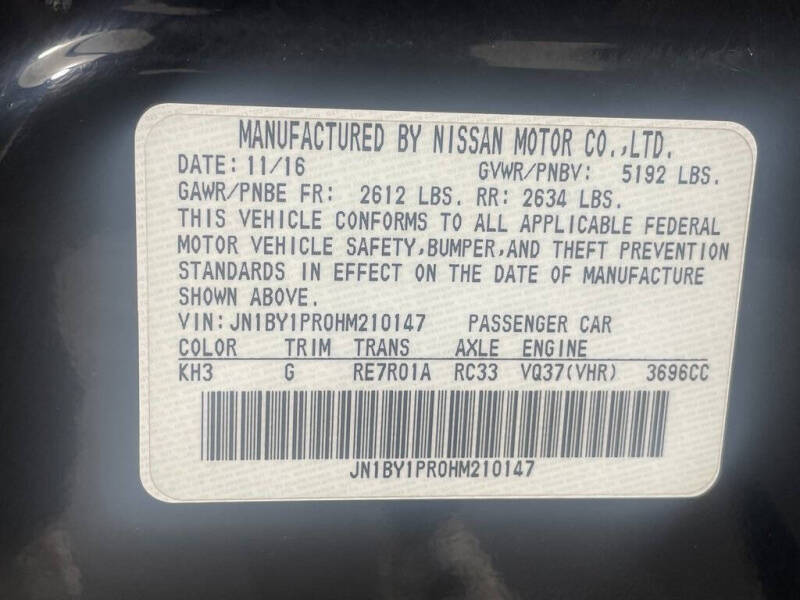 MANUFACTURED BY NISSAN MOTOR CO.,LTD.
DATE: 11/16 GVWR/PNBV: 5192 LBS.
GAWR/PNBE FR: 2612 LBS. RR: 2634 LBS.
THIS VEHICLE CONFORMS TO ALL APPLICABLE FEDERAL
MOTOR VEHICLE SAFETY,BUMPER,AND THEFT PREVENTION
STANDARDS IN EFFECT ON THE DATE OF MANUFACTURE
SHOWN ABOVE.
VIN: JN1BY1PR0HM210147 PASSENGER CAR
COLOR TRIM TRANS AXLE ENGINE
KH3 G RE7R01A RC33 VQ37(VHR) 3696CC
JN1BY1PR0HM210147